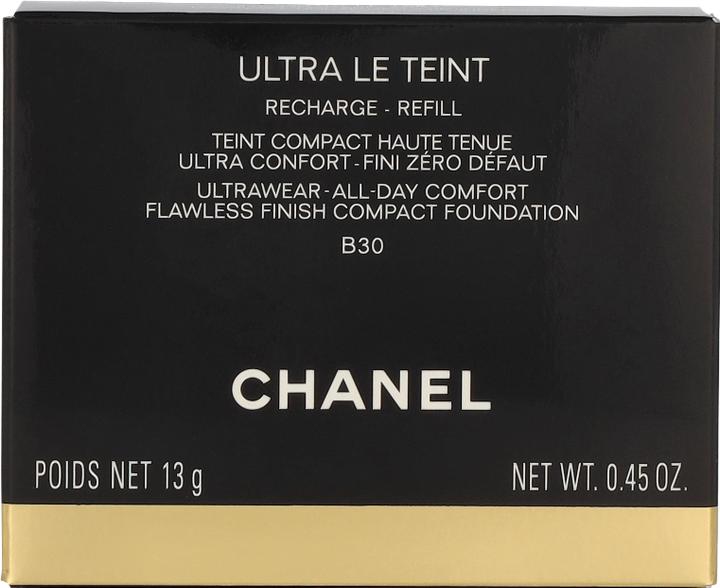 ULTRA LE TEINT
RECHARGE - REFILL
TEINT COMPACT HAUTE TENUE
ULTRA CONFORT - FINI ZÉRO DÉFAUT
ULTRAWEAR - ALL-DAY COMFORT
FLAWLESS FINISH COMPACT FOUNDATION
B30
CHANEL
POIDS NET 13 g
NET WT. 0.45 OZ.